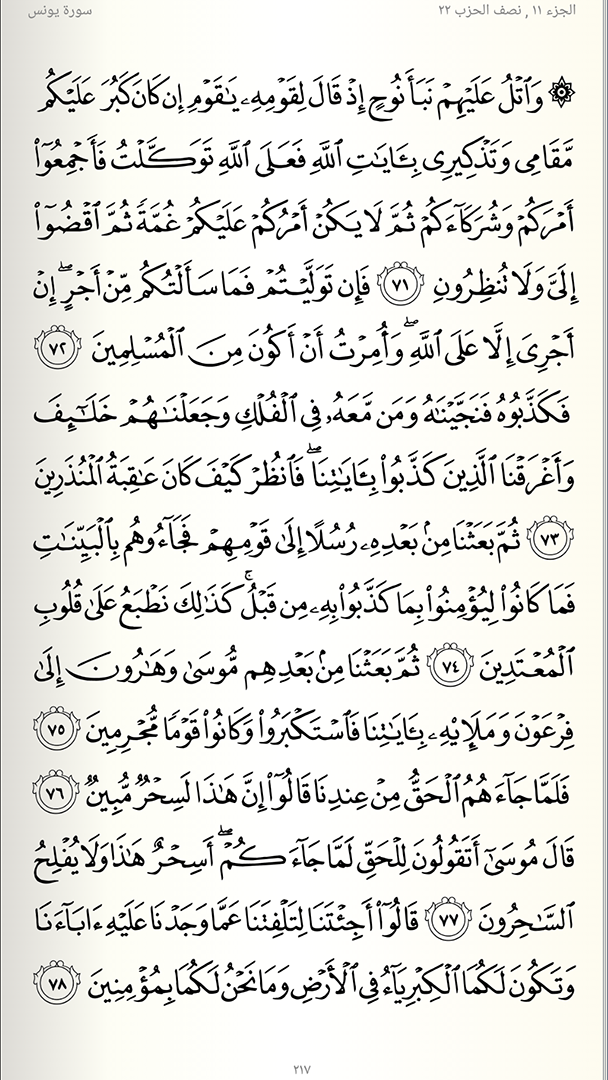 الجزء ١١ , نصف الحزب ٢٢
سورة يونس
۞ وَٱتۡلُ عَلَيۡهِمۡ نَبَأَ نُوحٍ إِذۡ قَالَ لِقَوۡمِهِۦ يَٰقَوۡمِ إِن كَانَ كَبُرَ عَلَيۡكُم
مَّقَامِي وَتَذۡكِيرِي بِـَٔايَٰتِ ٱللَّهِ فَعَلَى ٱللَّهِ تَوَكَّلۡتُ فَأَجۡمِعُوٓاْ
أَمۡرَكُمۡ وَشُرَكَآءَكُمۡ ثُمَّ لَا يَكُنۡ أَمۡرُكُمۡ عَلَيۡكُمۡ غُمَّةٗ ثُمَّ ٱقۡضُوٓاْ
إِلَيَّ وَلَا تُنظِرُونِ ٧١ فَإِن تَوَلَّيۡتُمۡ فَمَا سَأَلۡتُكُم مِّنۡ أَجۡرٍۖ إِنۡ
أَجۡرِيَ إِلَّا عَلَى ٱللَّهِۖ وَأُمِرۡتُ أَنۡ أَكُونَ مِنَ ٱلۡمُسۡلِمِينَ ٧٢
فَكَذَّبُوهُ فَنَجَّيۡنَٰهُ وَمَن مَّعَهُۥ فِي ٱلۡفُلۡكِ وَجَعَلۡنَٰهُمۡ خَلَٰٓئِفَ
وَأَغۡرَقۡنَا ٱلَّذِينَ كَذَّبُواْ بِـَٔايَٰتِنَاۖ فَٱنظُرۡ كَيۡفَ كَانَ عَٰقِبَةُ ٱلۡمُنذَرِينَ
٧٣ ثُمَّ بَعَثۡنَا مِنۢ بَعۡدِهِۦ رُسُلًا إِلَىٰ قَوۡمِهِمۡ فَجَآءُوهُم بِٱلۡبَيِّنَٰتِ
فَمَا كَانُواْ لِيُؤۡمِنُواْ بِمَا كَذَّبُواْ بِهِۦ مِن قَبۡلُۚ كَذَٰلِكَ نَطۡبَعُ عَلَىٰ قُلُوبِ
ٱلۡمُعۡتَدِينَ ٧٤ ثُمَّ بَعَثۡنَا مِنۢ بَعۡدِهِم مُّوسَىٰ وَهَٰرُونَ إِلَىٰ
فِرۡعَوۡنَ وَمَلَإِيْهِۦ بِـَٔايَٰتِنَا فَٱسۡتَكۡبَرُواْ وَكَانُواْ قَوۡمٗا مُّجۡرِمِينَ ٧٥
فَلَمَّا جَآءَهُمُ ٱلۡحَقُّ مِنۡ عِندِنَا قَالُوٓاْ إِنَّ هَٰذَا لَسِحۡرٞ مُّبِينٞ ٧٦
قَالَ مُوسَىٰٓ أَتَقُولُونَ لِلۡحَقِّ لَمَّا جَآءَكُمۡۖ أَسِحۡرٌ هَٰذَا وَلَا يُفۡلِحُ
ٱلسَّٰحِرُونَ ٧٧ قَالُوٓاْ أَجِئۡتَنَا لِتَلۡفِتَنَا عَمَّا وَجَدۡنَا عَلَيۡهِ ءَابَآءَنَا
وَتَكُونَ لَكُمَا ٱلۡكِبۡرِيَآءُ فِي ٱلۡأَرۡضِ وَمَا نَحۡنُ لَكُمَا بِمُؤۡمِنِينَ ٧٨
٢١٧